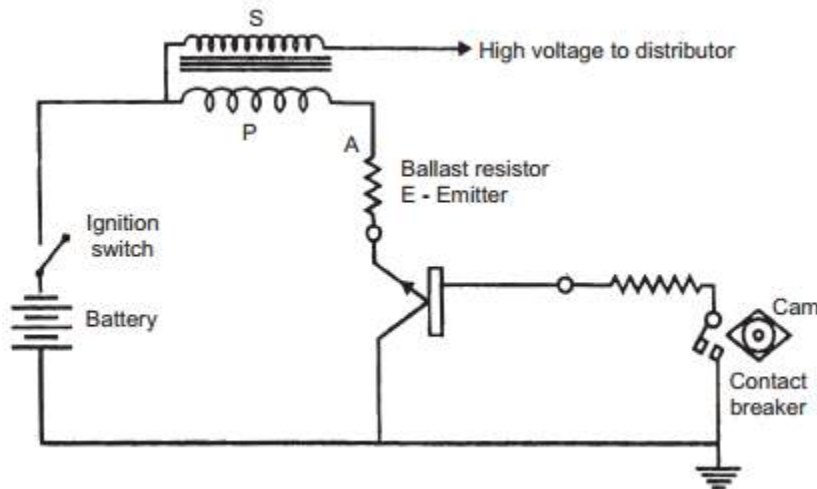 S
High voltage to distributor
P
A
Ballast resistor
E - Emitter
Ignition
switch
Battery
Cam
Contact
breaker